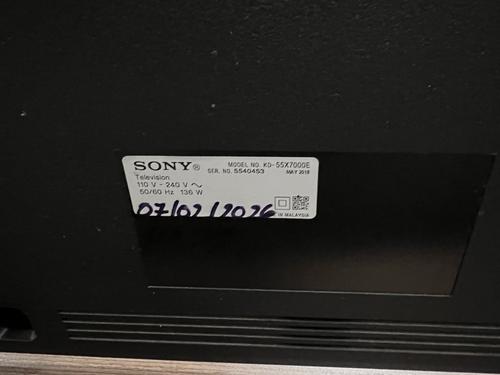 SONY®
MODEL NO. KD-55X7000E
SER. NO. 5540453
MAY 2018
Television
110 V - 240 V ~
50/60 Hz 136 W
07/02/2026
IN MALAYSIA